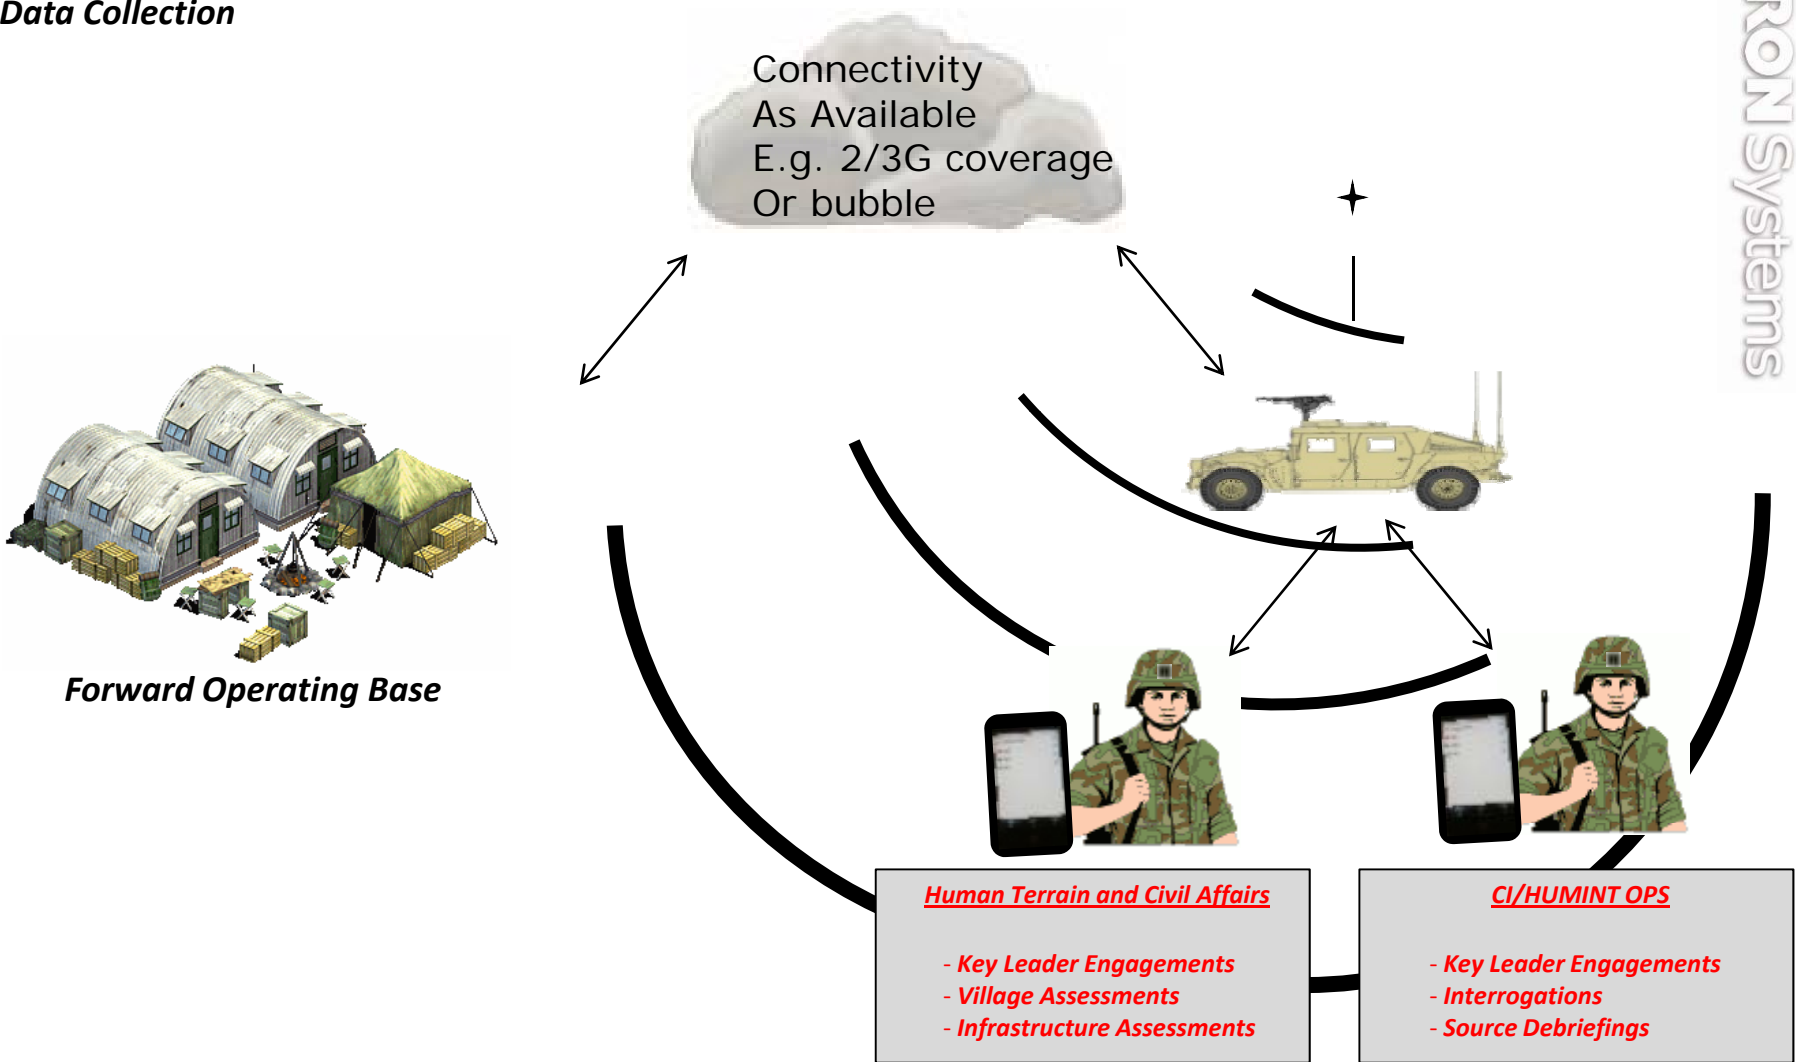 Data Collection
Connectivity
As Available
E.g. 2/3G coverage
Or bubble
RON Systems
Forward Operating Base
Human Terrain and Civil Affairs
- Key Leader Engagements
- Village Assessments
- Infrastructure Assessments
CI/HUMINT OPS
- Key Leader Engagements
- Interrogations
- Source Debriefings